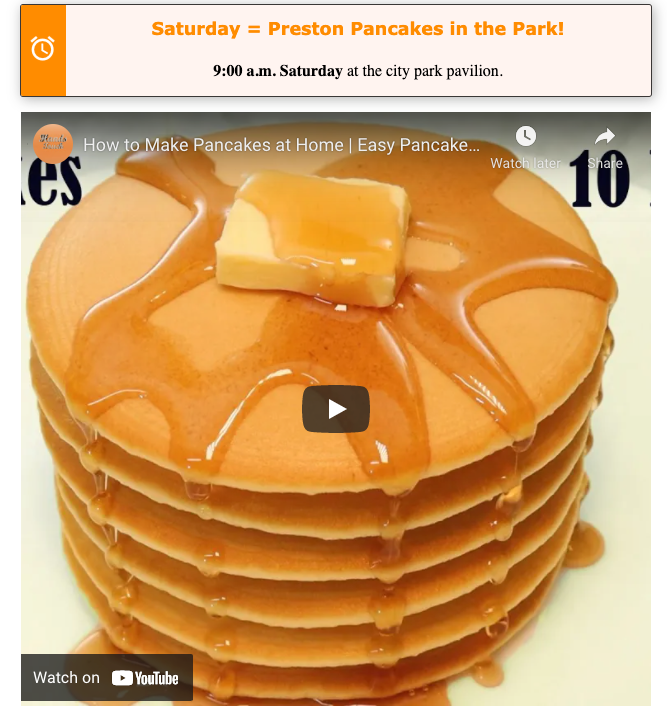 Saturday = Preston Pancakes in the Park!
9:00 a.m. Saturday at the city park pavilion.
How to Make Pancakes at Home | Easy Pancake...
Watch later
Share
es
10
Watch on YouTube